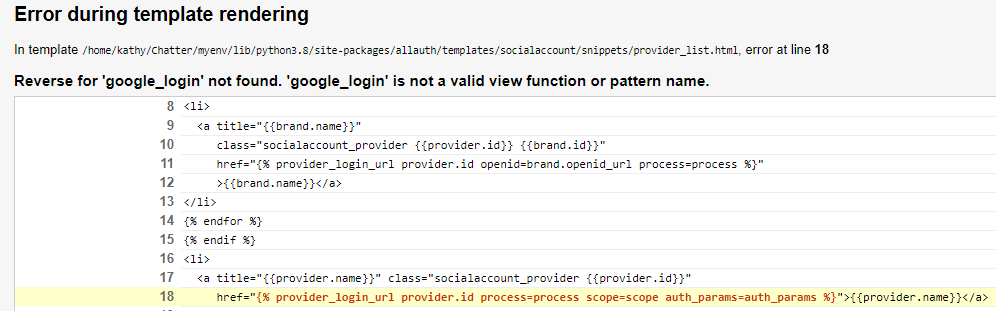 Error during template rendering
In template /home/kathy/Chatter/myenv/lib/python3.8/site-packages/allauth/templates/socialaccount/snippets/provider_list.html, error at line 18
Reverse for 'google_login' not found. 'google_login' is not a valid view function or pattern name.
8 <li>
9 <a title="{{brand.name}}"
10 class="socialaccount_provider {{provider.id}} {{brand.id}}"
11 href="{% provider_login_url provider.id openid=brand.openid_url process=process %}"
12 >{{brand.name}}</a>
13 </li>
14 {% endfor %}
15 {% endif %}
16 <li>
17 <a title="{{provider.name}}" class="socialaccount_provider {{provider.id}}"
18 href="{% provider_login_url provider.id process=process scope=scope auth_params=auth_params %}">{{provider.name}}</a>